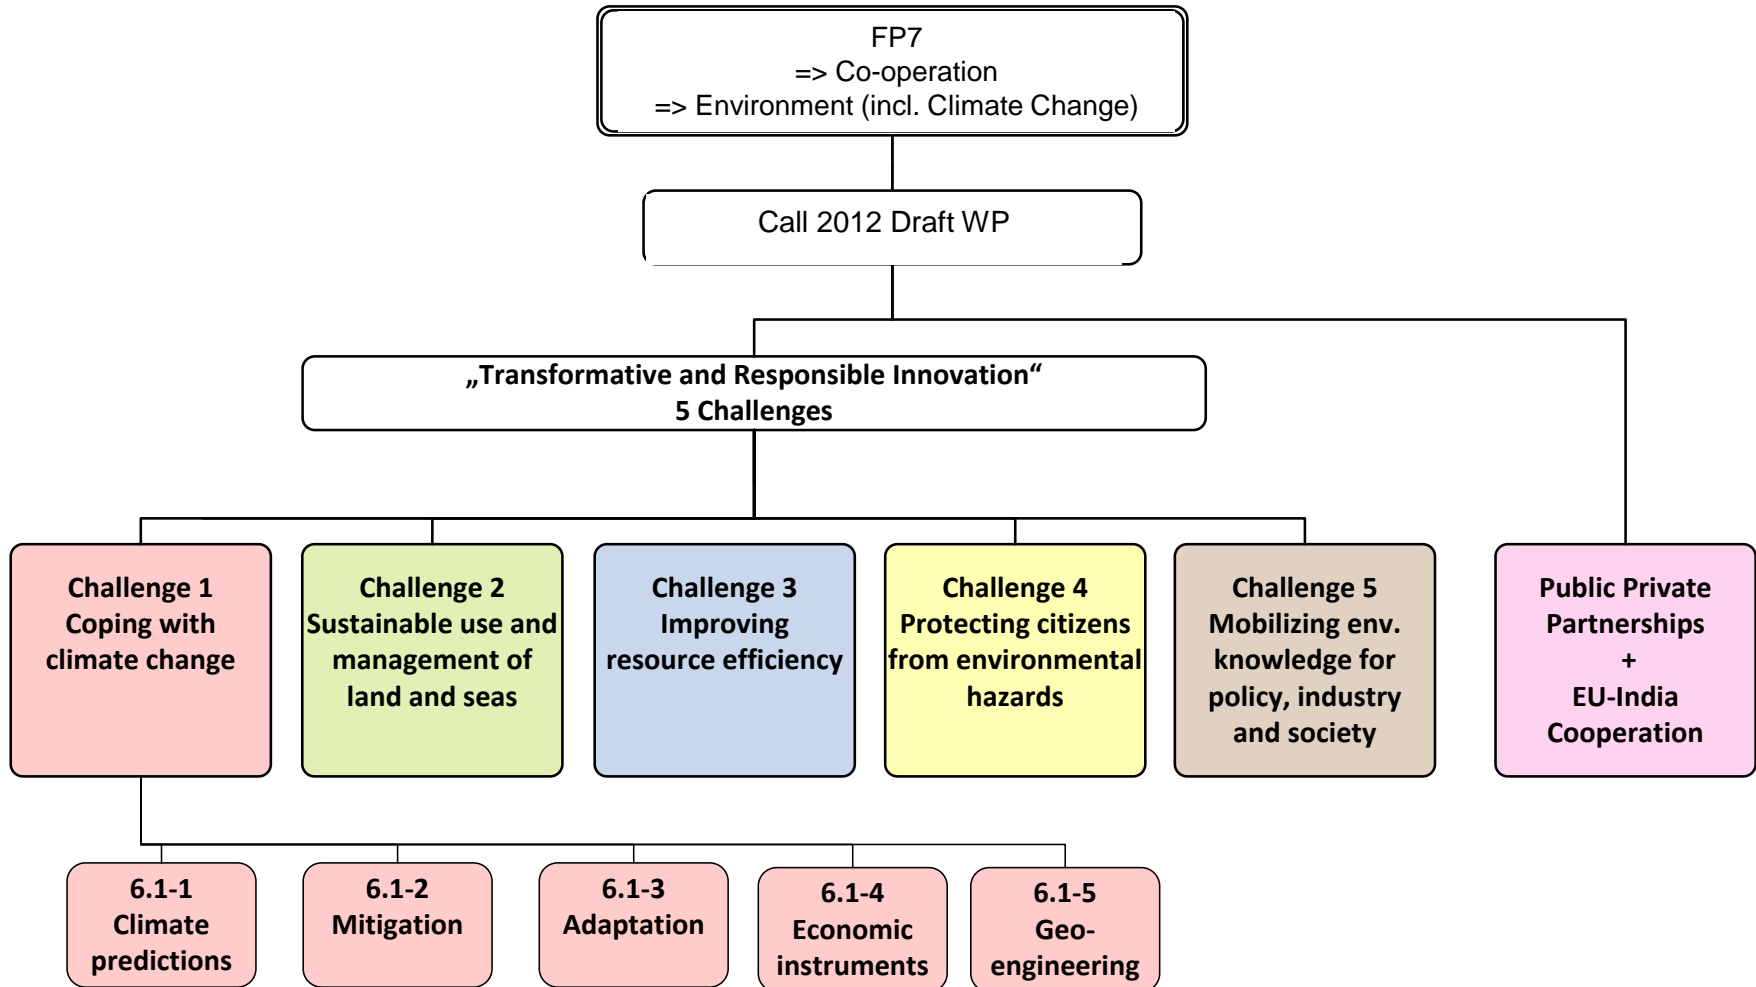 FP7
=> Co-operation
=> Environment (incl. Climate Change)
Call 2012 Draft WP
„Transformative and Responsible Innovation“
5 Challenges
Challenge 1
Coping with
climate change
Challenge 2
Sustainable use and
management of
land and seas
Challenge 3
Improving
resource efficiency
Challenge 4
Protecting citizens
from environmental
hazards
Challenge 5
Mobilizing env.
knowledge for
policy, industry
and society
Public Private
Partnerships
+
EU-India
Cooperation
6.1-1
Climate
predictions
6.1-2
Mitigation
6.1-3
Adaptation
6.1-4
Economic
instruments
6.1-5
Geo-
engineering